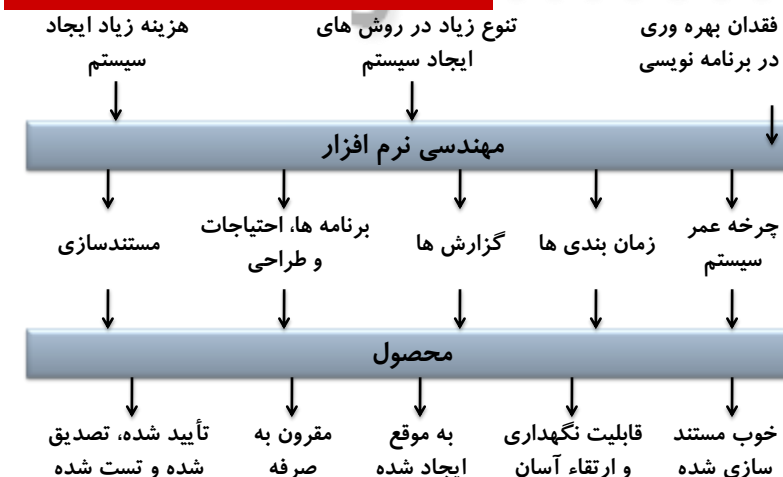 فقدان بهره وری
در برنامه نویسی
تنوع زیاد در روش های
ایجاد سیستم
هزینه زیاد ایجاد
سیستم
مهندسی نرم افزار
چرخه عمر
سیستم
زمان بندی ها
گزارش ها
برنامه ها، احتیاجات
و طراحی
مستندسازی
محصول
خوب مستند
سازی شده
قابلیت نگهداری
و ارتقاء آسان
به موقع
ایجاد شده
مقرون به
صرفه
تأیید شده، تصدیق
شده و تست شده